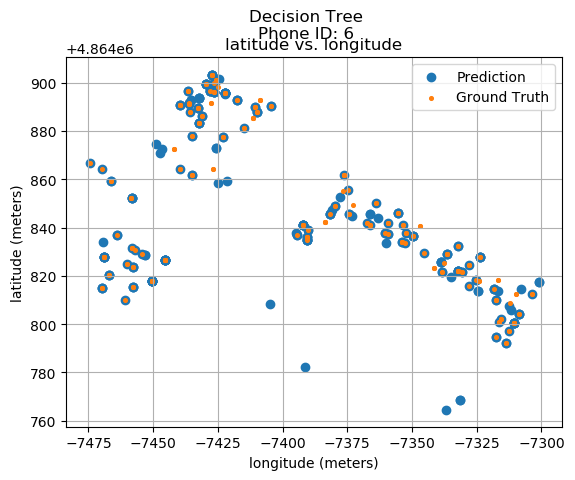 Decision Tree
Phone ID: 6
latitude vs. longitude
+4.864e6
900
880
860
840
820
800
780
760
latitude (meters)
Prediction
Ground Truth
−7475 −7450 −7425 −7400 −7375 −7350 −7325 −7300
longitude (meters)